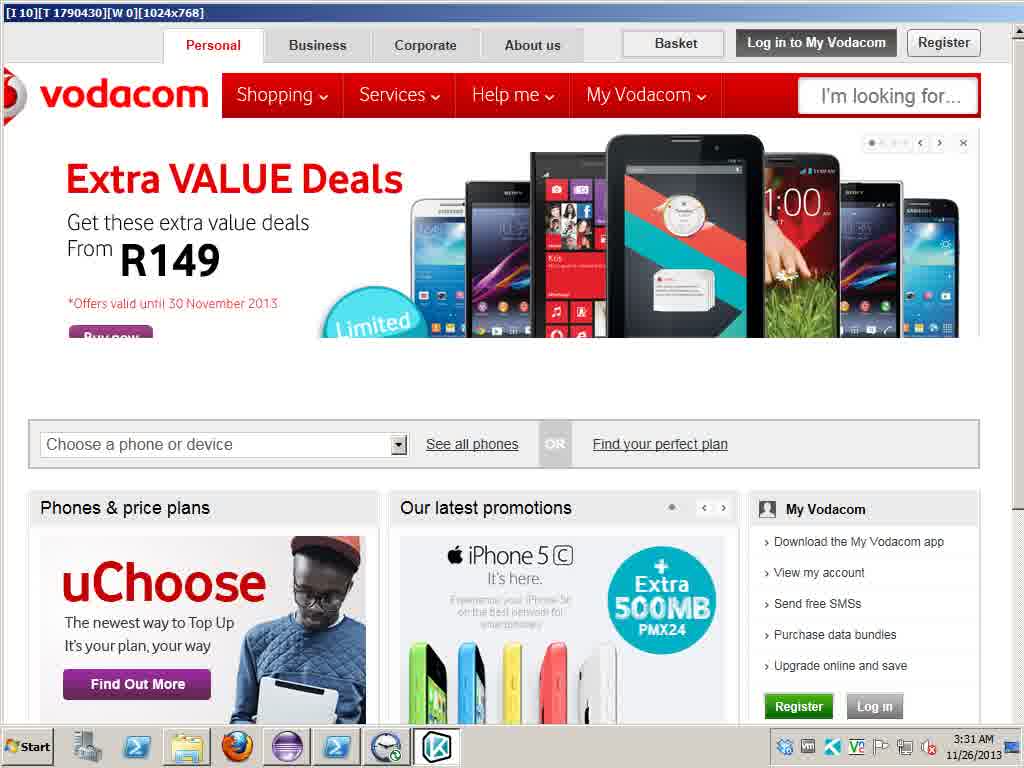 [I 10][T 1790430][W 0][1024x768]
Personal
Business
Corporate
About us
Basket
Log in to My Vodacom
Register
vodacom
Shopping
Services
Help me
My Vodacom
I'm looking for...
Extra VALUE Deals
Get these extra value deals
From R149
*Offers valid until 30 November 2013
Buy now
Limited
SONY
1:00 AM
SONY
Kris
Choose a phone or device
See all phones
OR
Find your perfect plan
Phones & price plans
uChoose
The newest way to Top Up
It's your plan, your way
Find Out More
Our latest promotions
iPhone 5C
It's here.
Experience your iPhone 5c
on the best network for
smartphones
+
Extra
500MB
PMX24
My Vodacom
› Download the My Vodacom app
› View my account
› Send free SMSs
› Purchase data bundles
› Upgrade online and save
Register
Log in
Start
3:31 AM
11/26/2013